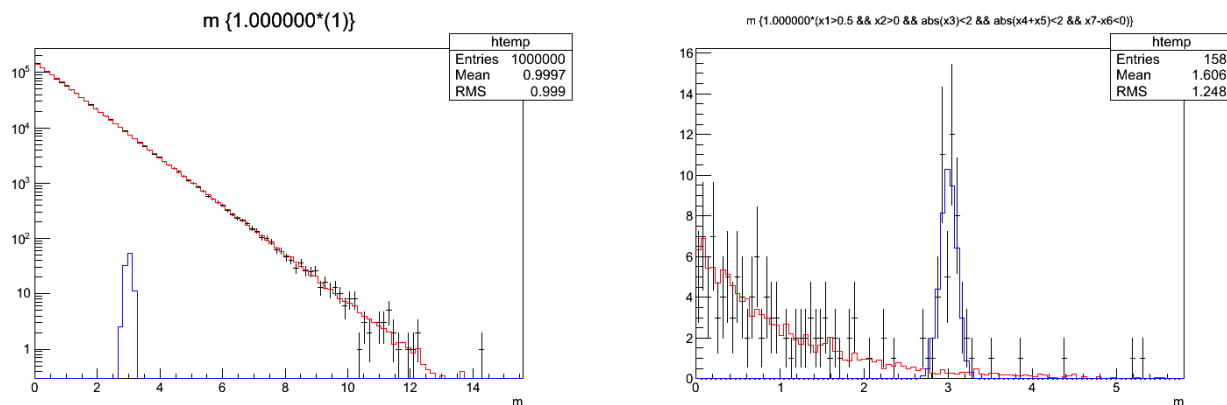 m {1.000000*(1)}
htemp
Entries 1000000
Mean 0.9997
RMS 0.999
10^5
10^4
10^3
10^2
10
1
0 2 4 6 8 10 12 14
m
m {1.000000*(x1>0.5 && x2>0 && abs(x3)<2 && abs(x4+x5)<2 && x7-x6<0)}
htemp
Entries 158
Mean 1.606
RMS 1.248
16
14
12
10
8
6
4
2
0
0 1 2 3 4 5
m